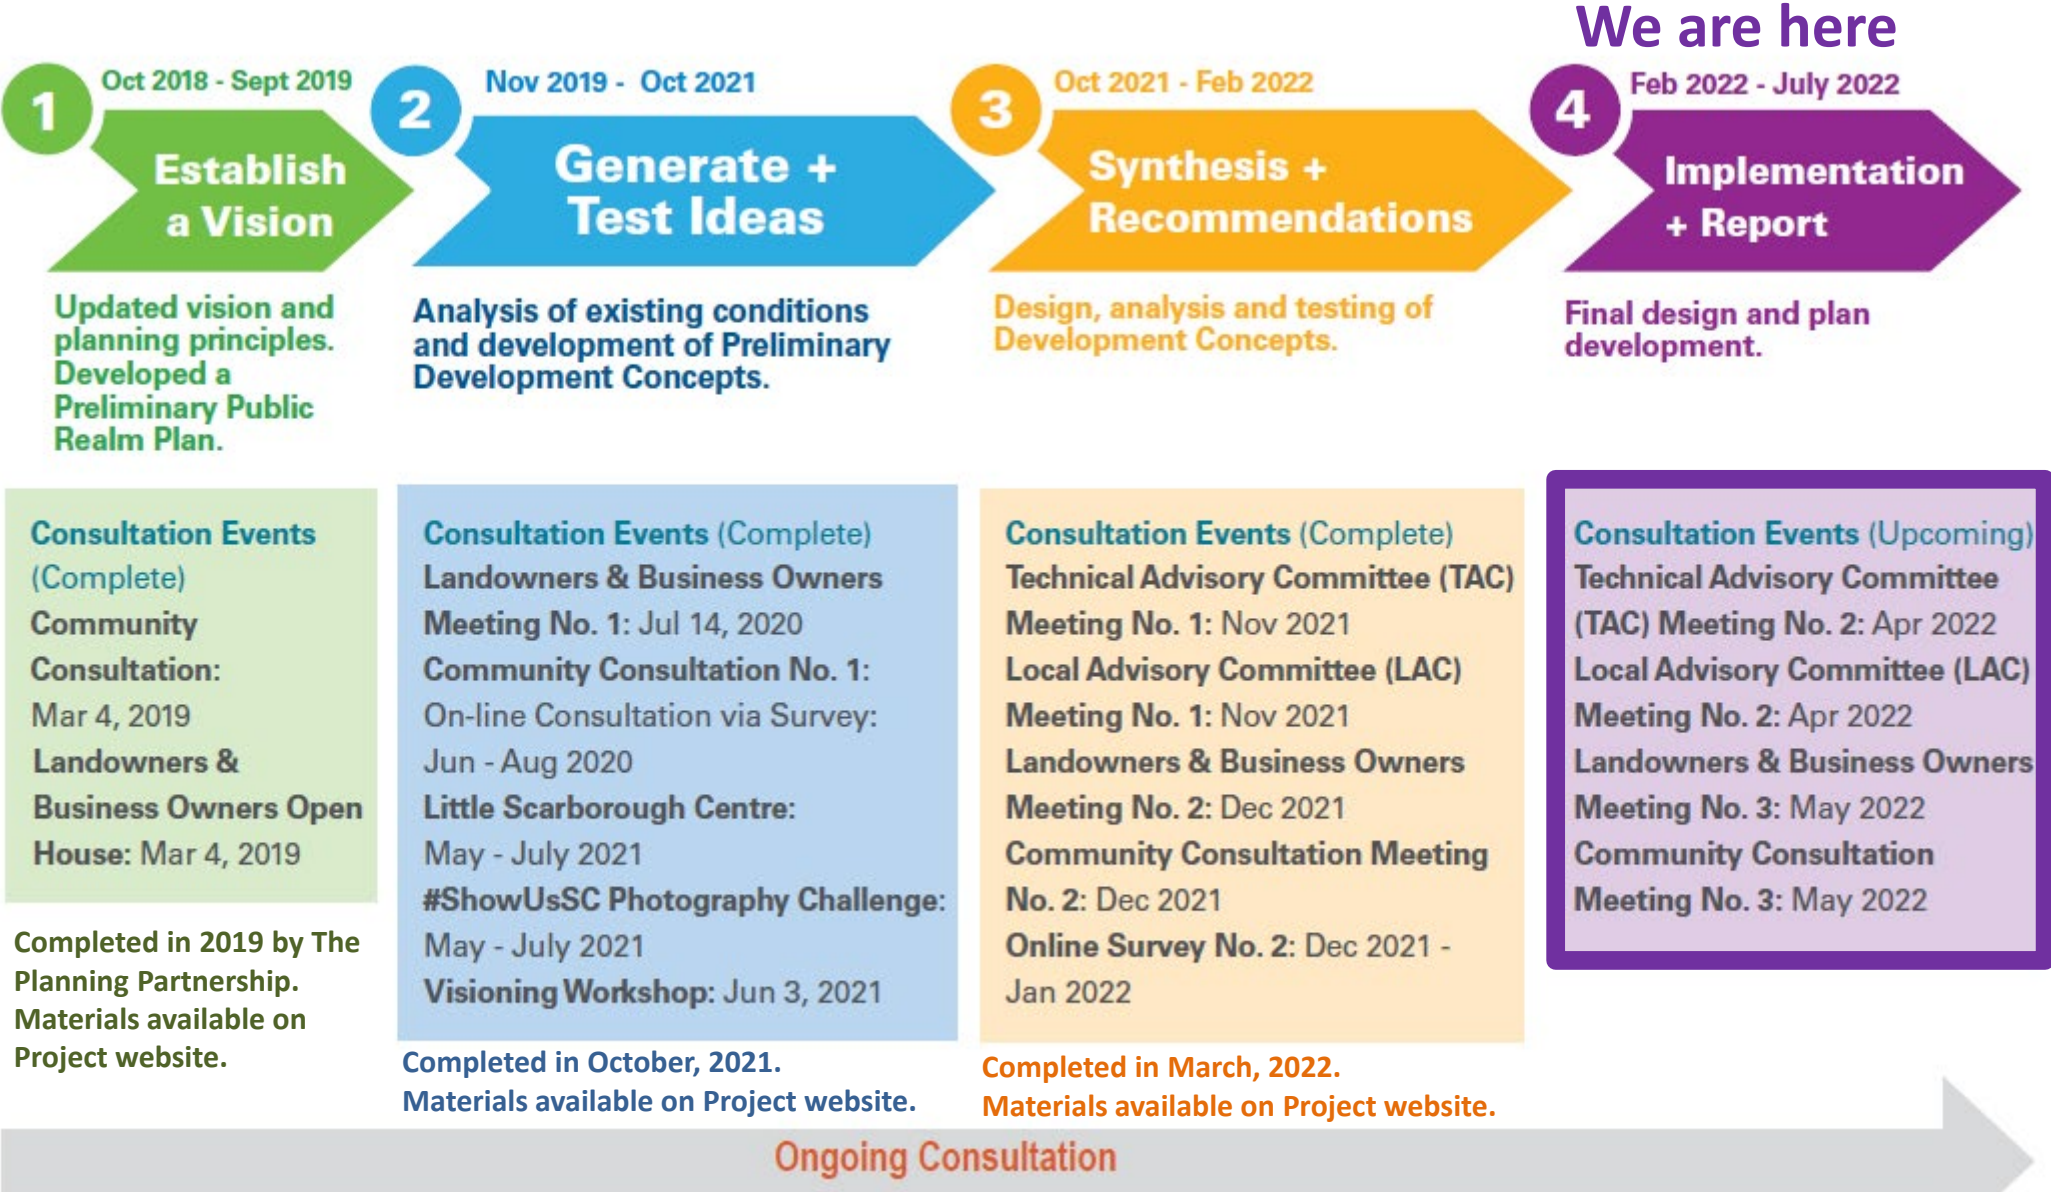 We are here
1
Oct 2018 - Sept 2019
Establish
a Vision
Updated vision and
planning principles.
Developed a
Preliminary Public
Realm Plan.
Consultation Events
(Complete)
Community
Consultation:
Mar 4, 2019
Landowners &
Business Owners Open
House: Mar 4, 2019
Completed in 2019 by The
Planning Partnership.
Materials available on
Project website.
2
Nov 2019 - Oct 2021
Generate +
Test Ideas
Analysis of existing conditions
and development of Preliminary
Development Concepts.
Consultation Events (Complete)
Landowners & Business Owners
Meeting No. 1: Jul 14, 2020
Community Consultation No. 1:
On-line Consultation via Survey:
Jun - Aug 2020
Little Scarborough Centre:
May - July 2021
#ShowUsSC Photography Challenge:
May - July 2021
Visioning Workshop: Jun 3, 2021
Completed in October, 2021.
Materials available on Project website.
3
Oct 2021 - Feb 2022
Synthesis +
Recommendations
Design, analysis and testing of
Development Concepts.
Consultation Events (Complete)
Technical Advisory Committee (TAC)
Meeting No. 1: Nov 2021
Local Advisory Committee (LAC)
Meeting No. 1: Nov 2021
Landowners & Business Owners
Meeting No. 2: Dec 2021
Community Consultation Meeting
No. 2: Dec 2021
Online Survey No. 2: Dec 2021 -
Jan 2022
Completed in March, 2022.
Materials available on Project website.
4
Feb 2022 - July 2022
Implementation
+ Report
Final design and plan
development.
Consultation Events (Upcoming)
Technical Advisory Committee
(TAC) Meeting No. 2: Apr 2022
Local Advisory Committee (LAC)
Meeting No. 2: Apr 2022
Landowners & Business Owners
Meeting No. 3: May 2022
Community Consultation
Meeting No. 3: May 2022
Ongoing Consultation